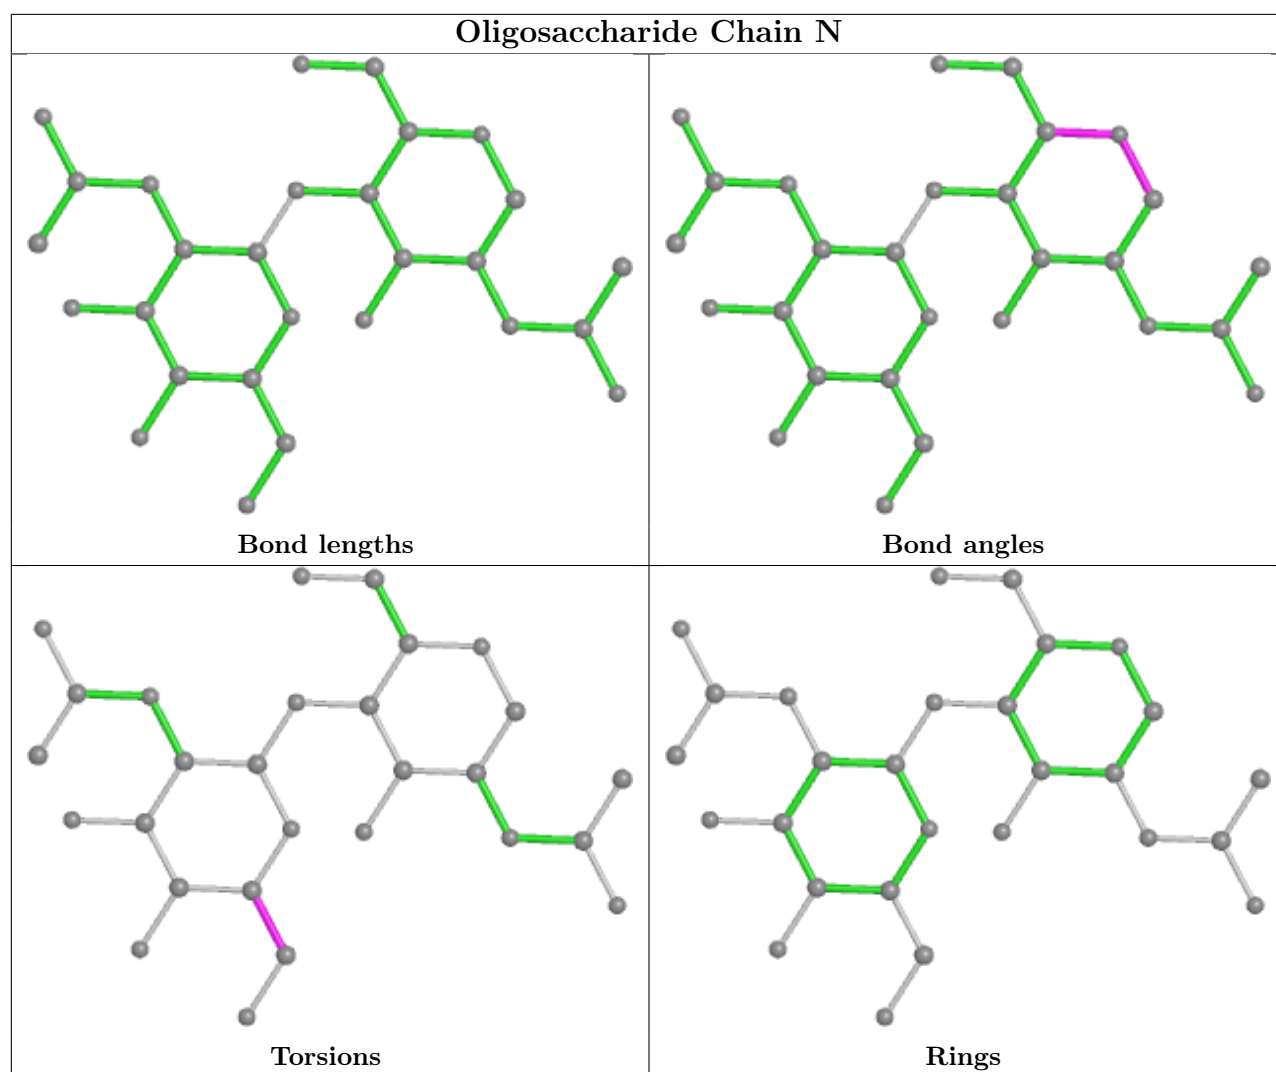 Oligosaccharide Chain N
Bond lengths
Bond angles
Torsions
Rings